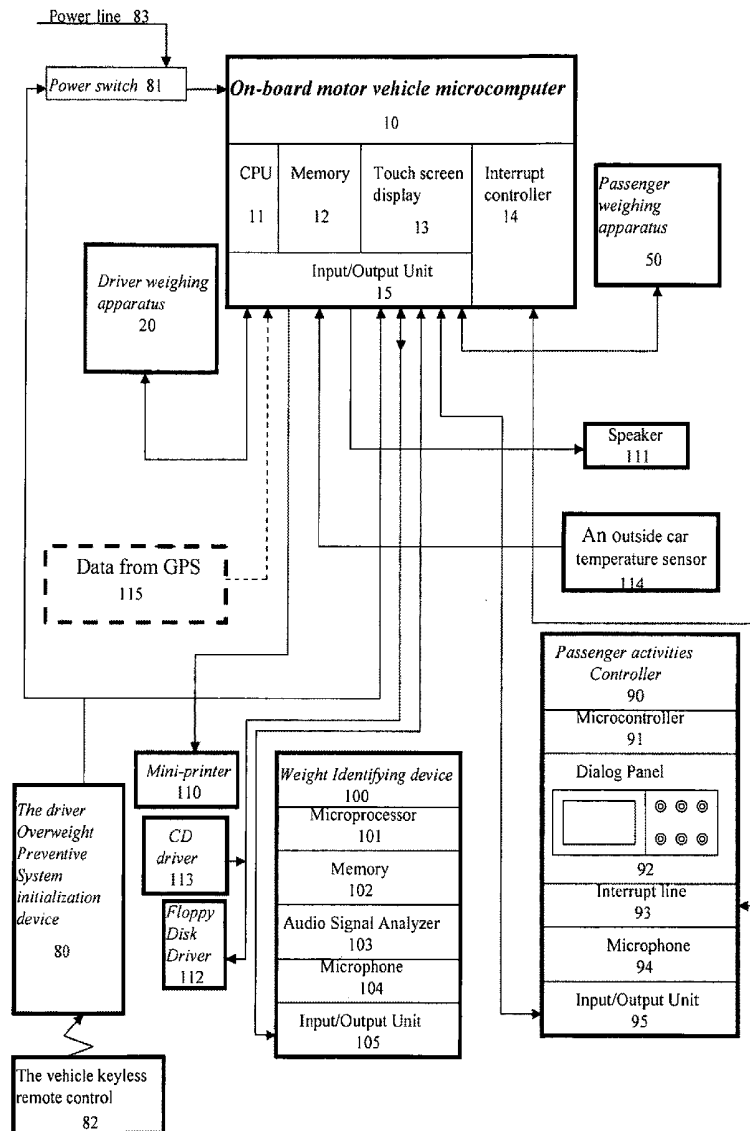 Power line 83
Power switch 81
On-board motor vehicle microcomputer
10
CPU
11
Memory
12
Touch screen
display
13
Interrupt
controller
14
Input/Output Unit
15
Passenger
weighing
apparatus
50
Driver weighing
apparatus
20
Speaker
111
An outside car
temperature sensor
114
Data from GPS
115
Passenger activities
Controller
90
Microcontroller
91
Dialog Panel
92
Interrupt line
93
Microphone
94
Input/Output Unit
95
Mini-printer
110
CD
driver
113
Floppy
Disk
Driver
112
Weight Identifying device
100
Microprocessor
101
Memory
102
Audio Signal Analyzer
103
Microphone
104
Input/Output Unit
105
The driver
Overweight
Preventive
System
initialization
device
80
The vehicle keyless
remote control
82